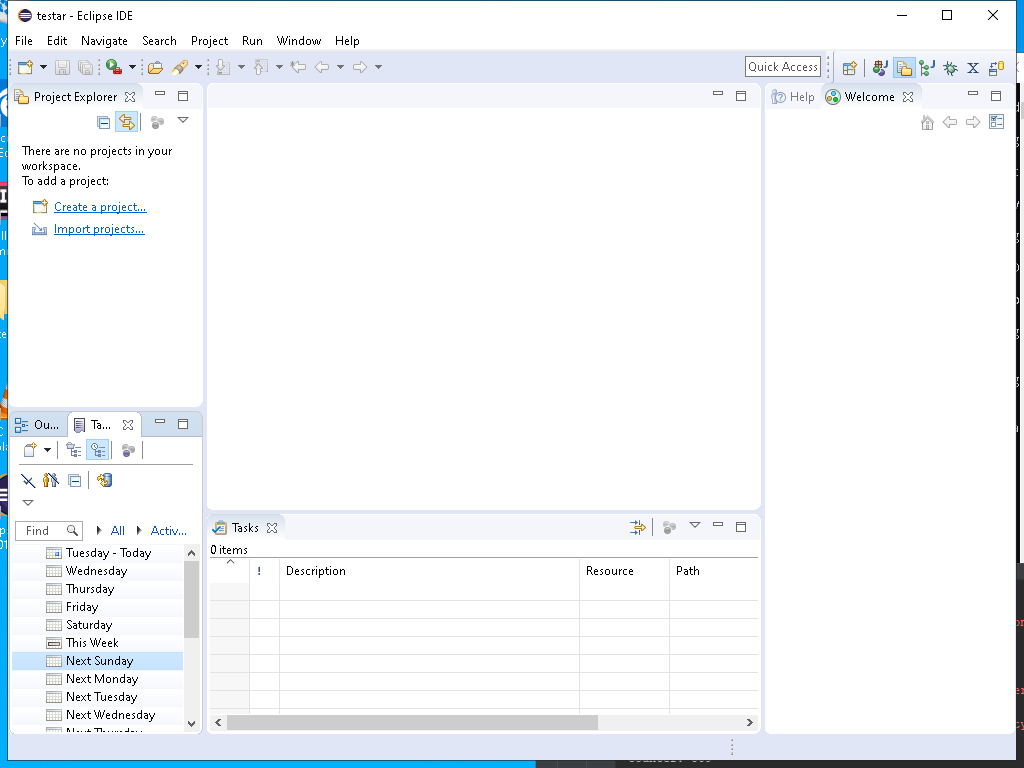 testar - Eclipse IDE
File Edit Navigate Search Project Run Window Help
Quick Access
Project Explorer
There are no projects in your
workspace.
To add a project:
Create a project...
Import projects...
Help Welcome
Ou... Ta...
Find All Activ...
Tuesday - Today
Wednesday
Thursday
Friday
Saturday
This Week
Next Sunday
Next Monday
Next Tuesday
Next Wednesday
Next Thursday
Tasks
0 items
! Description Resource Path